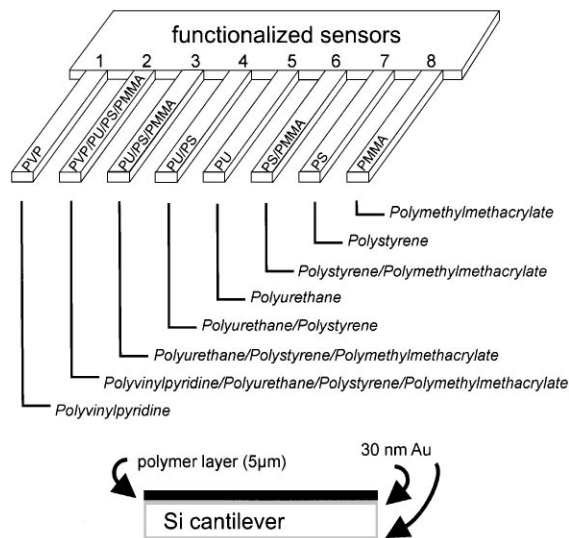 functionalized sensors
1 2 3 4 5 6 7 8
PVP
PVP/PU/PS/PMMA
PU/PS/PMMA
PU/PS
PU
PS/PMMA
PS
PMMA
Polymethylmethacrylate
Polystyrene
Polystyrene/Polymethylmethacrylate
Polyurethane
Polyurethane/Polystyrene
Polyurethane/Polystyrene/Polymethylmethacrylate
Polyvinylpyridine/Polyurethane/Polystyrene/Polymethylmethacrylate
Polyvinylpyridine
polymer layer (5µm)
30 nm Au
Si cantilever